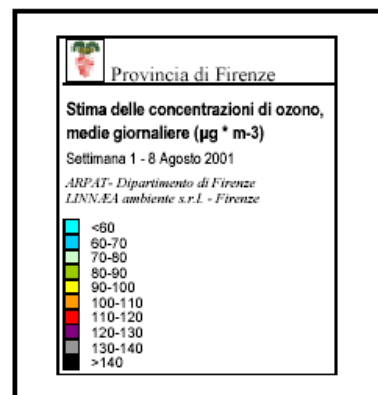 Provincia di Firenze
Stima delle concentrazioni di ozono,
medie giornaliere (µg * m-3)
Settimana 1 - 8 Agosto 2001
ARPAT- Dipartimento di Firenze
LINNÆA ambiente s.r.l. - Firenze
<60
60-70
70-80
80-90
90-100
100-110
110-120
120-130
130-140
>140